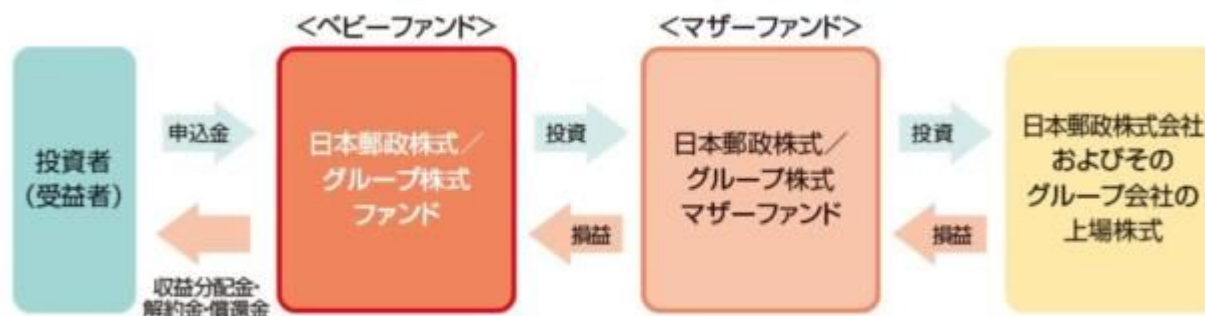 <ベビーファンド>
<マザーファンド>
投資者
(受益者)
申込金
収益分配金・
解約金・償還金
日本郵政株式／
グループ株式
ファンド
投資
損益
日本郵政株式／
グループ株式
マザーファンド
投資
損益
日本郵政株式会社
およびその
グループ会社の
上場株式